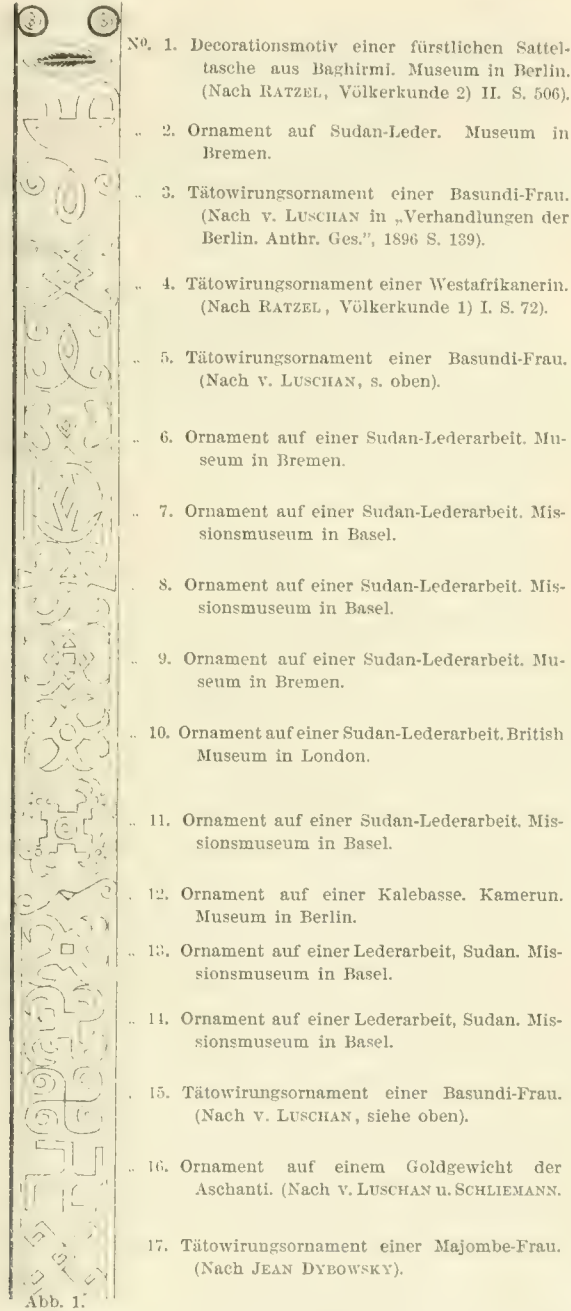 Nº. 1. Decorationsmotiv einer fürstlichen Sattel-
tasche aus Baghirmi. Museum in Berlin.
(Nach RATZEL, Völkerkunde 2) II. S. 506).
„ 2. Ornament auf Sudan-Leder. Museum in
Bremen.
„ 3. Tätowirungsornament einer Basundi-Frau.
(Nach v. LUSCHAN in „Verhandlungen der
Berlin. Anthr. Ges.”, 1896 S. 139).
„ 4. Tätowirungsornament einer Westafrikanerin.
(Nach RATZEL, Völkerkunde 1) I. S. 72).
„ 5. Tätowirungsornament einer Basundi-Frau.
(Nach V. LUSCHAN, s. oben).
„ 6. Ornament auf einer Sudan-Lederarbeit. Mu-
seum in Bremen.
„ 7. Ornament auf einer Sudan-Lederarbeit. Mis-
sionsmuseum in Basel.
„ 8. Ornament auf einer Sudan-Lederarbeit. Mis-
sionsmuseum in Basel.
„ 9. Ornament auf einer Sudan-Lederarbeit. Mu-
seum in Bremen.
„ 10. Ornament auf einer Sudan-Lederarbeit. British
Museum in London.
„ 11. Ornament auf einer Sudan-Lederarbeit. Mis-
sionsmuseum in Basel.
„ 12. Ornament auf einer Kalebasse. Kamerun.
Museum in Berlin.
„ 13. Ornament auf einer Lederarbeit, Sudan. Mis-
sionsmuseum in Basel.
„ 14. Ornament auf einer Lederarbeit, Sudan. Mis-
sionsmuseum in Basel.
„ 15. Tätowirungsornament einer Basundi-Frau.
(Nach V. LUSCHAN, siehe oben).
„ 16. Ornament auf einem Goldgewicht der
Aschanti. (Nach V. LUSCHAN u. SCHLIEMANN.
17. Tätowirungsornament einer Majombe-Frau.
(Nach JEAN DYBOWSKY).
Abb. 1.